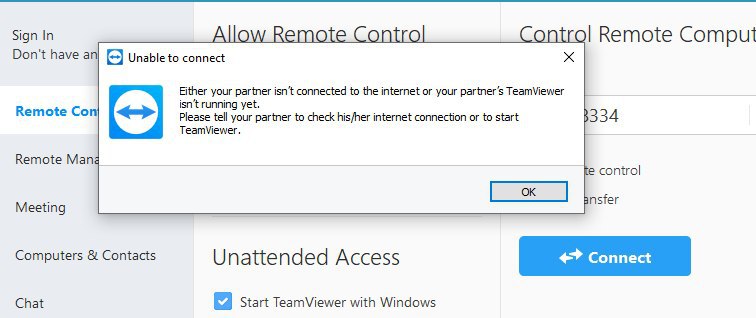 Allow Remote Control
Control Remote Compu
Sign In
Don't have an
Unable to connect
Either your partner isn't connected to the internet or your partner's TeamViewer
isn't running yet.
Please tell your partner to check his/her internet connection or to start
TeamViewer.
OK
Remote Con
3334
Remote Mana
te control
Meeting
ansfer
Computers & Contacts
Unattended Access
Connect
Chat
Start TeamViewer with Windows